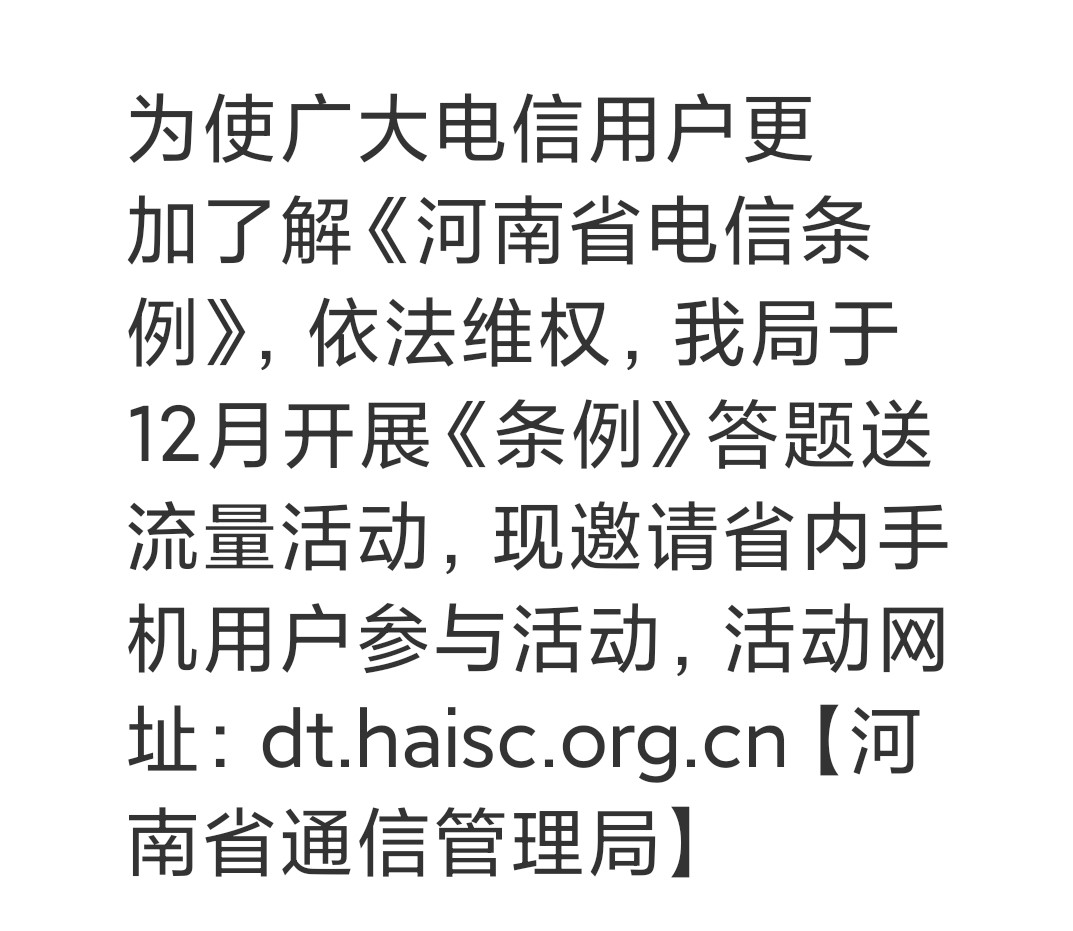 为使广大电信用户更
加了解《河南省电信条
例》, 依法维权, 我局于
12月开展《条例》答题送
流量活动, 现邀请省内手
机用户参与活动, 活动网
址: dt.haisc.org.cn【河
南省通信管理局】